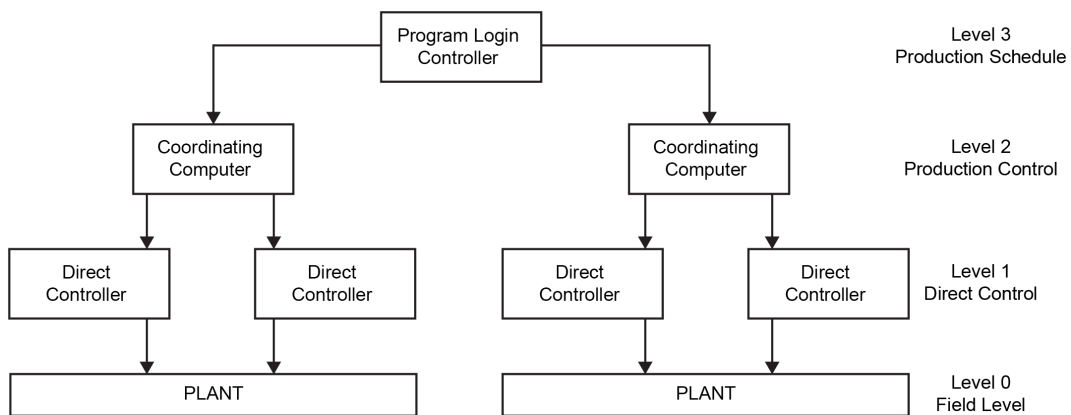 Program Login
Controller
Level 3
Production Schedule
Coordinating
Computer
Coordinating
Computer
Level 2
Production Control
Direct
Controller
Direct
Controller
Direct
Controller
Direct
Controller
Level 1
Direct Control
PLANT
PLANT
Level 0
Field Level